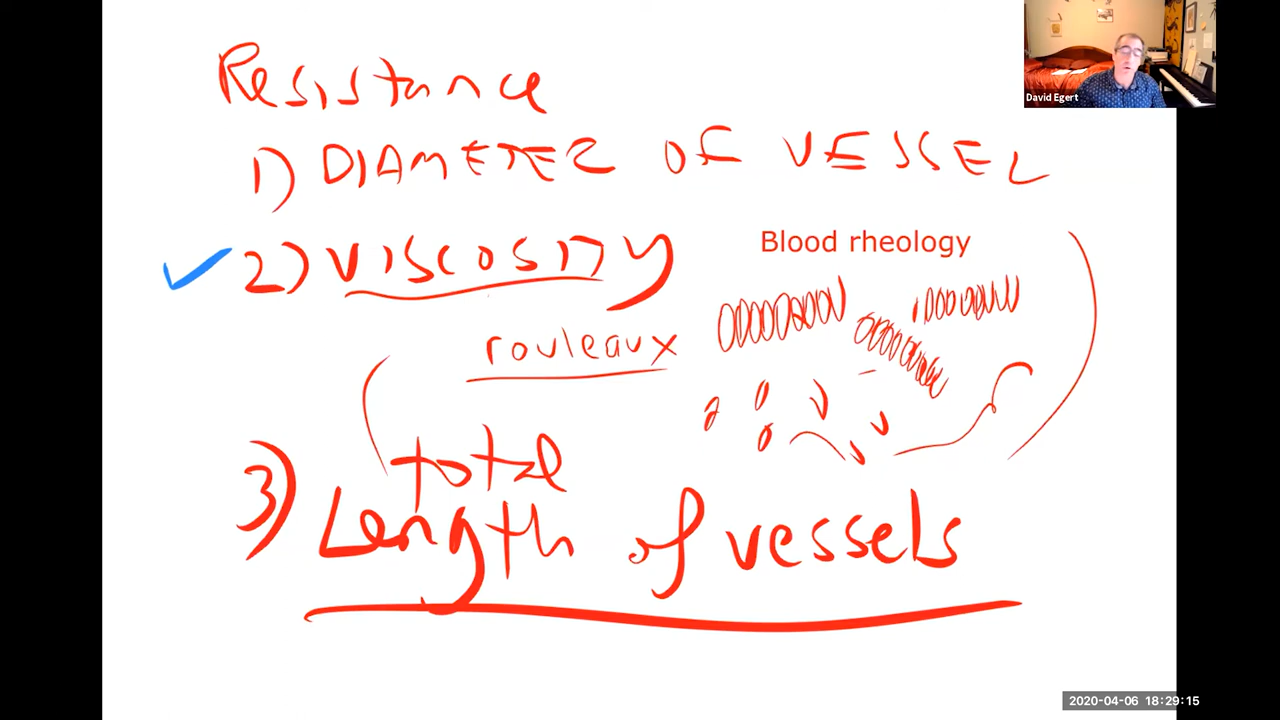 Resistance
1) DIAMETER OF VESSEL
2) VISCOSITY
Blood rheology
rouleaux
total
3) Length of vessels
David Egert
2020-04-06 18:29:15